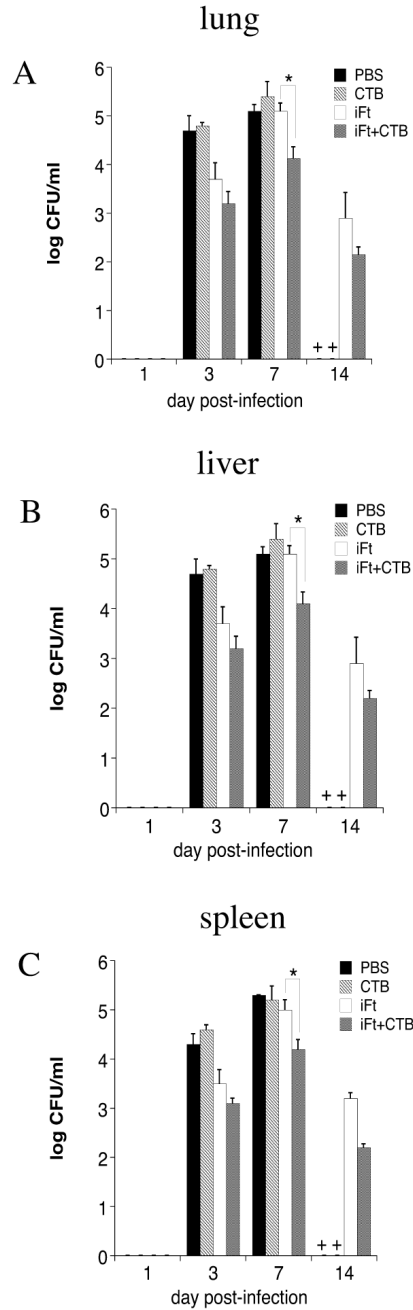 lung
A
6
5
4
3
2
1
0
log CFU/ml
PBS
CTB
iFt
iFt+CTB
*
+ +
1 3 7 14
day post-infection
liver
B
6
5
4
3
2
1
0
log CFU/ml
PBS
CTB
iFt
iFt+CTB
*
+ +
1 3 7 14
day post-infection
spleen
C
6
5
4
3
2
1
0
log CFU/ml
PBS
CTB
iFt
iFt+CTB
*
+ +
1 3 7 14
day post-infection